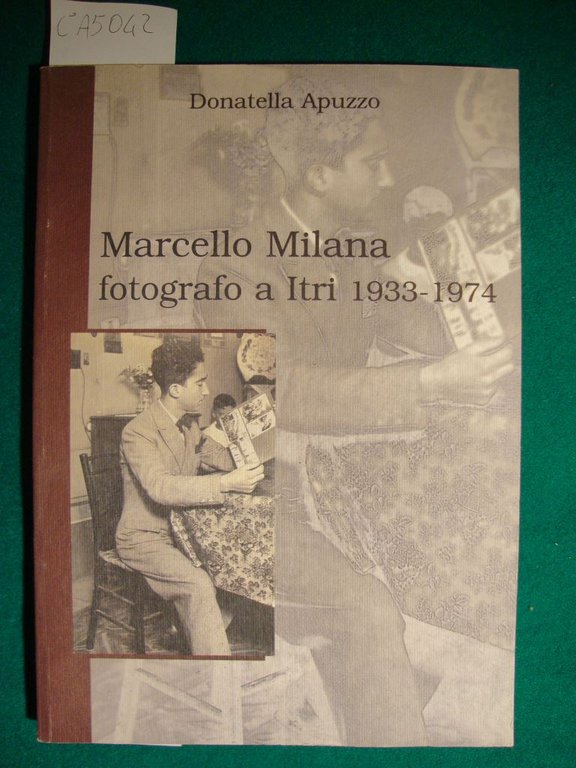 CA5042
Donatella Apuzzo
Marcello Milana
fotografo a Itri 1933-1974